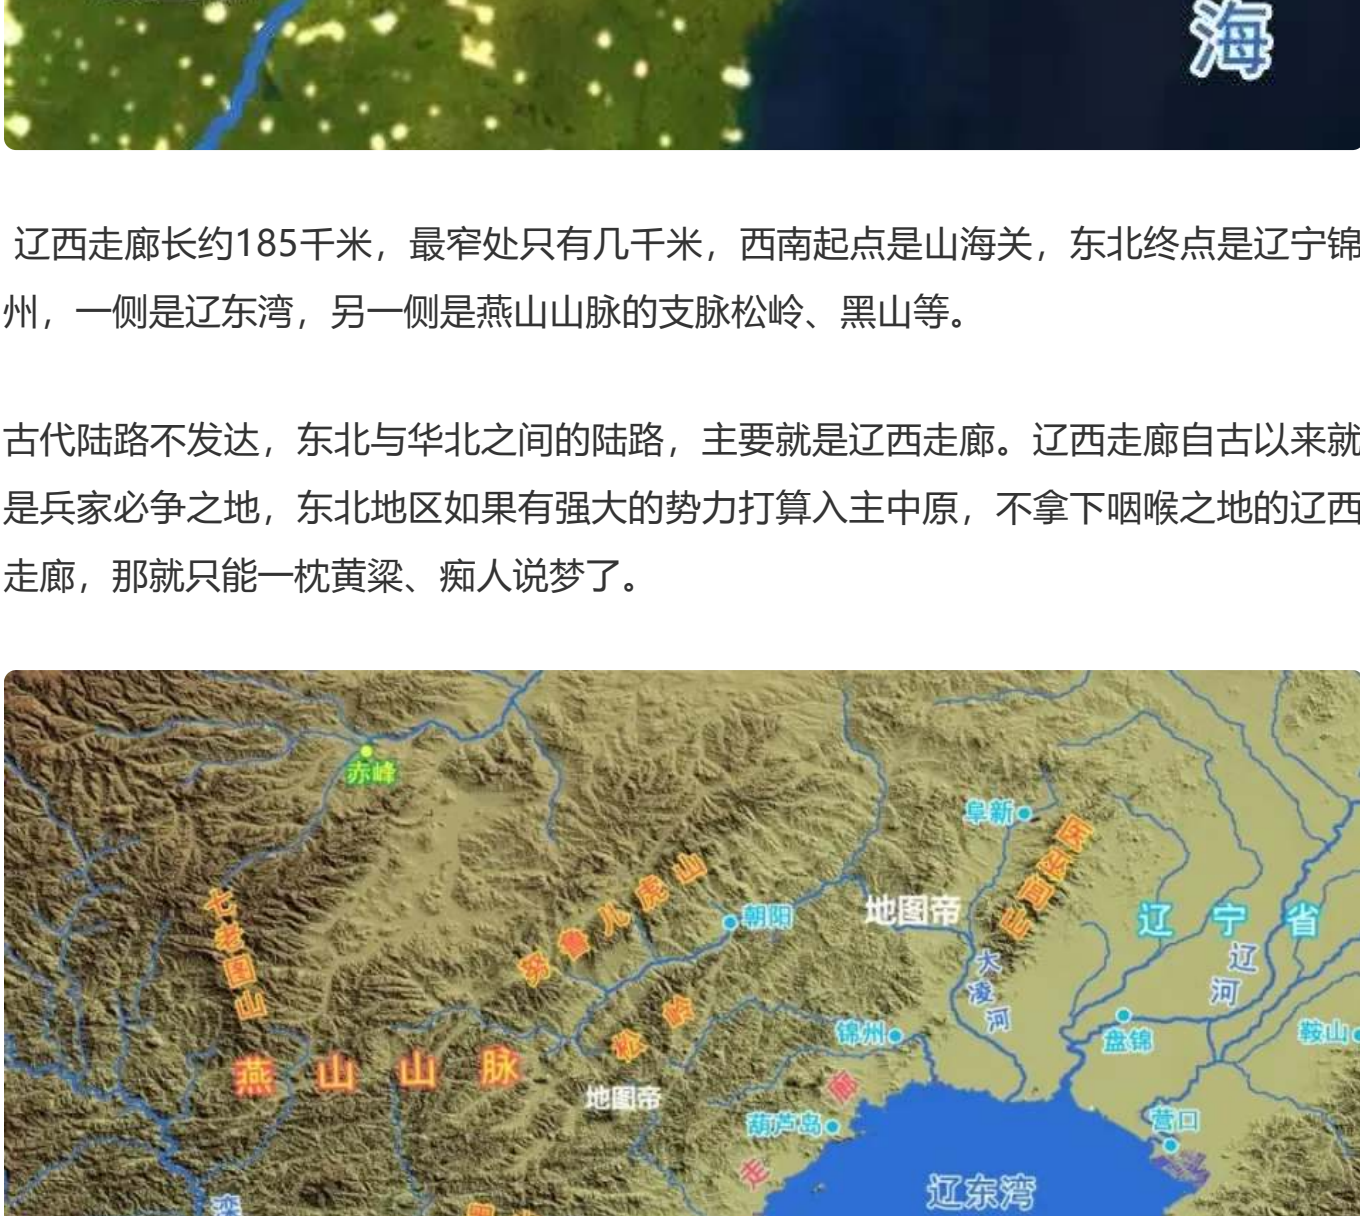 海
辽西走廊长约185千米，最窄处只有几千米，西南起点是山海关，东北终点是辽宁锦
州，一侧是辽东湾，另一侧是燕山山脉的支脉松岭、黑山等。
古代陆路不发达，东北与华北之间的陆路，主要就是辽西走廊。辽西走廊自古以来就
是兵家必争之地，东北地区如果有强大的势力打算入主中原，不拿下咽喉之地的辽西
走廊，那就只能一枕黄粱、痴人说梦了。
赤峰
阜新
医巫闾山
七老图山
努鲁儿虎山
朝阳
地图帝
辽宁省
辽河
大凌河
松岭
锦州
盘锦
鞍山
燕山山脉
地图帝
廊
葫芦岛
营口
走
辽东湾
滦
黑